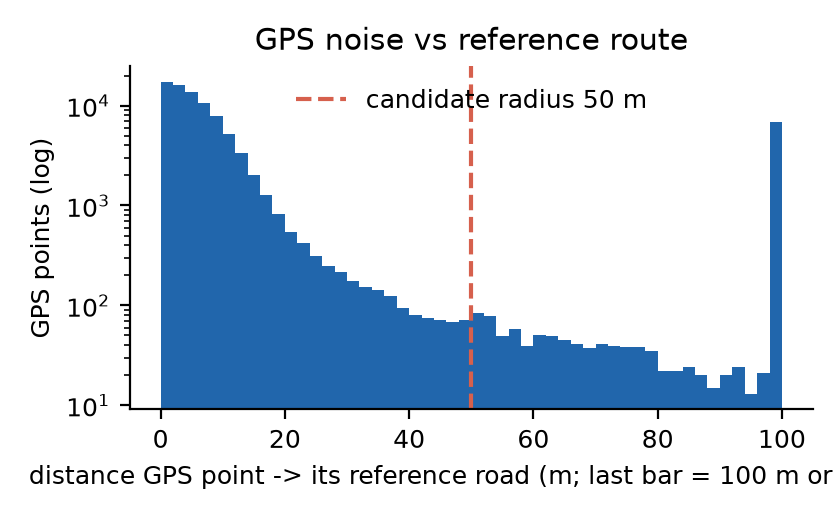 GPS noise vs reference route
candidate radius 50 m
GPS points (log)
10⁴
10³
10²
10¹
0 20 40 60 80 100
distance GPS point -> its reference road (m; last bar = 100 m or